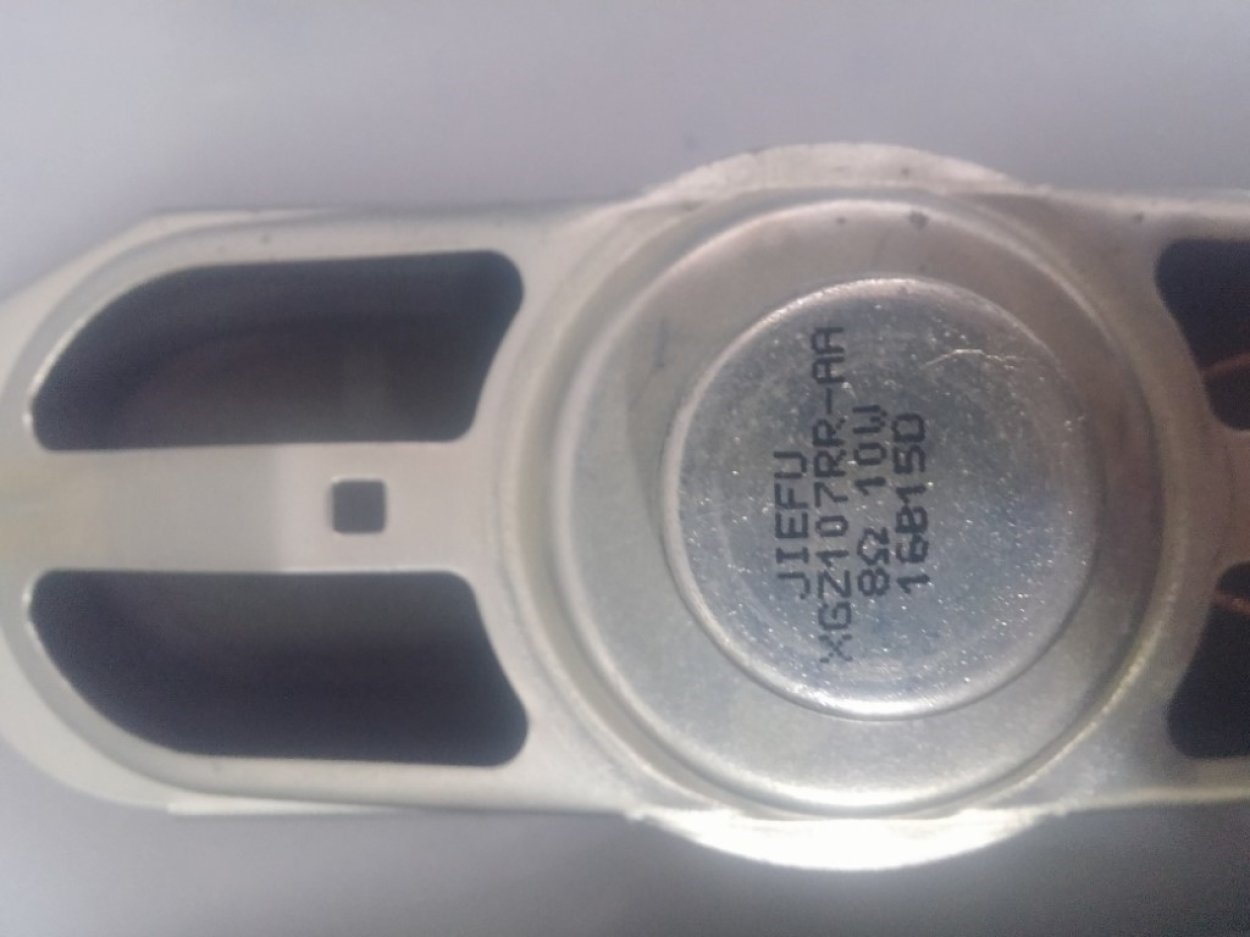 JIEFU
XGZ107RR-AA
8Ω 10W
16B15D